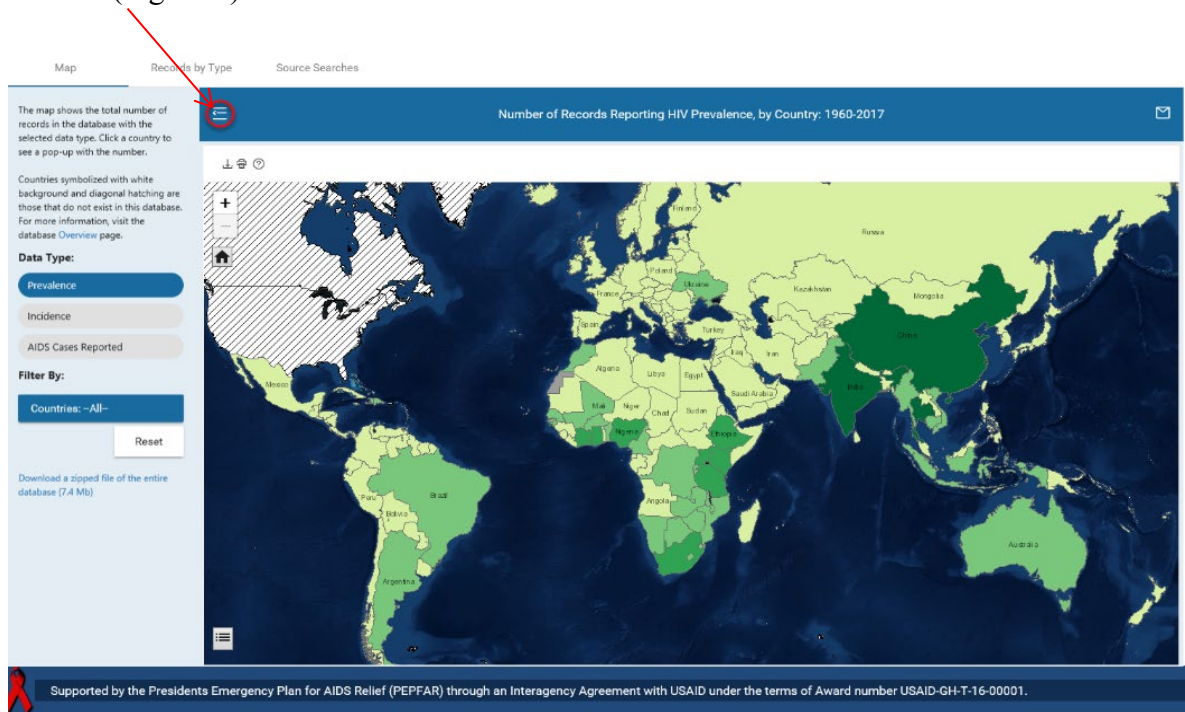 Map Records by Type Source Searches
The map shows the total number of
records in the database with the
selected data type. Click a country to
see a pop-up with the number.
Countries symbolized with white
background and diagonal hatching are
those that do not exist in this database.
For more information, visit the
database Overview page.
Data Type:
Prevalence
Incidence
AIDS Cases Reported
Filter By:
Countries: --All--
Reset
Download a zipped file of the entire
database (7.4 Mb)
Number of Records Reporting HIV Prevalence, by Country: 1960-2017
+
−
Finland
Russia
Poland
Ukraine
France
Kazakhstan
Mongolia
Spain
Turkey
China
Iraq
Iran
Algeria
Libya
Egypt
Saudi Arabia
India
Mexico
Mali
Niger
Chad
Sudan
Nigeria
Ethiopia
Peru
Brazil
Angola
Bolivia
Australia
Argentina
Supported by the Presidents Emergency Plan for AIDS Relief (PEPFAR) through an Interagency Agreement with USAID under the terms of Award number USAID-GH-T-16-00001.